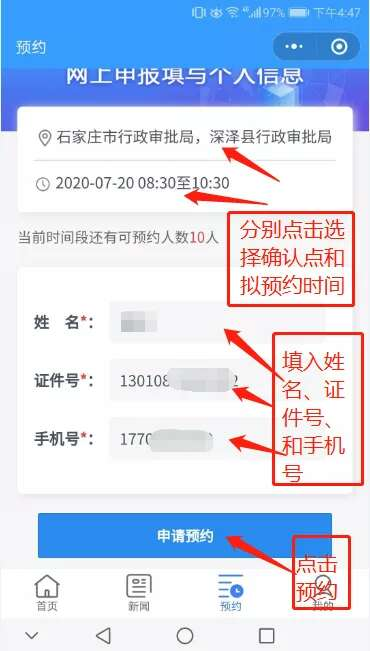 97% 下午4:47
预约
网上申报填写个人信息
石家庄市行政审批局，深泽县行政审批局
2020-07-20 08:30至10:30
当前时间段还有可预约人数10人
分别点击选
择确认点和
拟预约时间
姓 名*：
证件号*：
130108
2
手机号*：
1770
填入姓
名、证
件号、
和手机
号
申请预约
点击
预约
首页
新闻
预约
我的